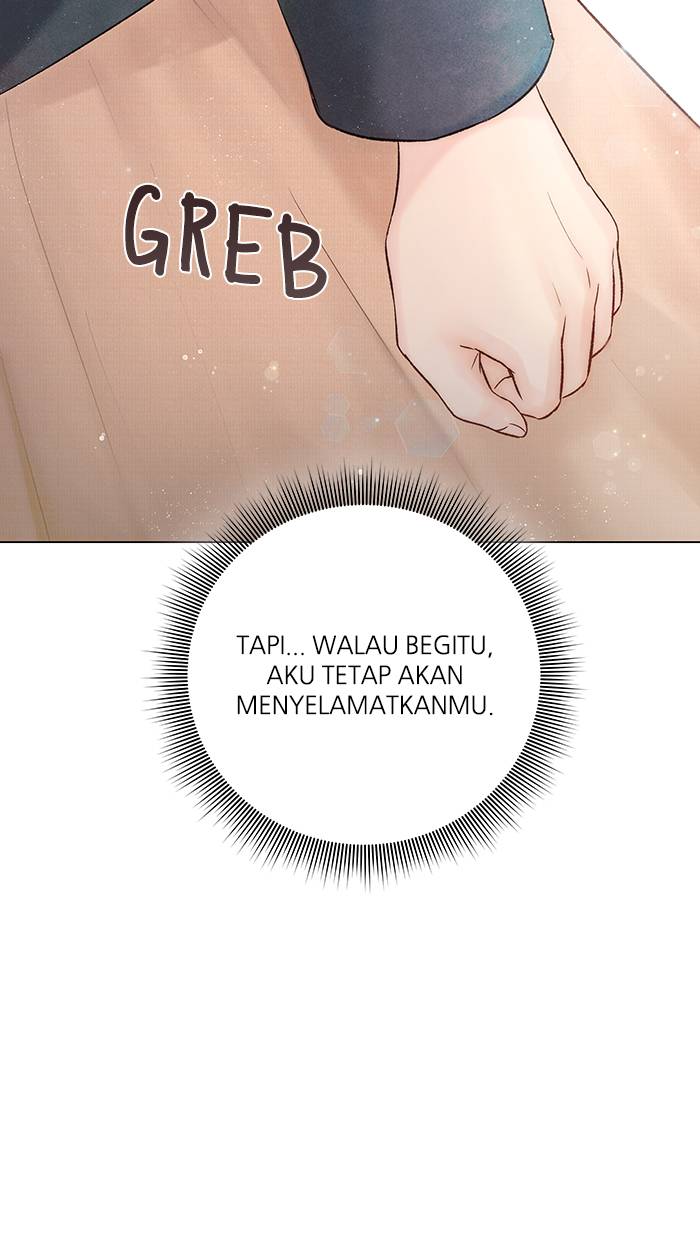 GREB
TAPI... WALAU BEGITU,
AKU TETAP AKAN
MENYELAMATKANMU.